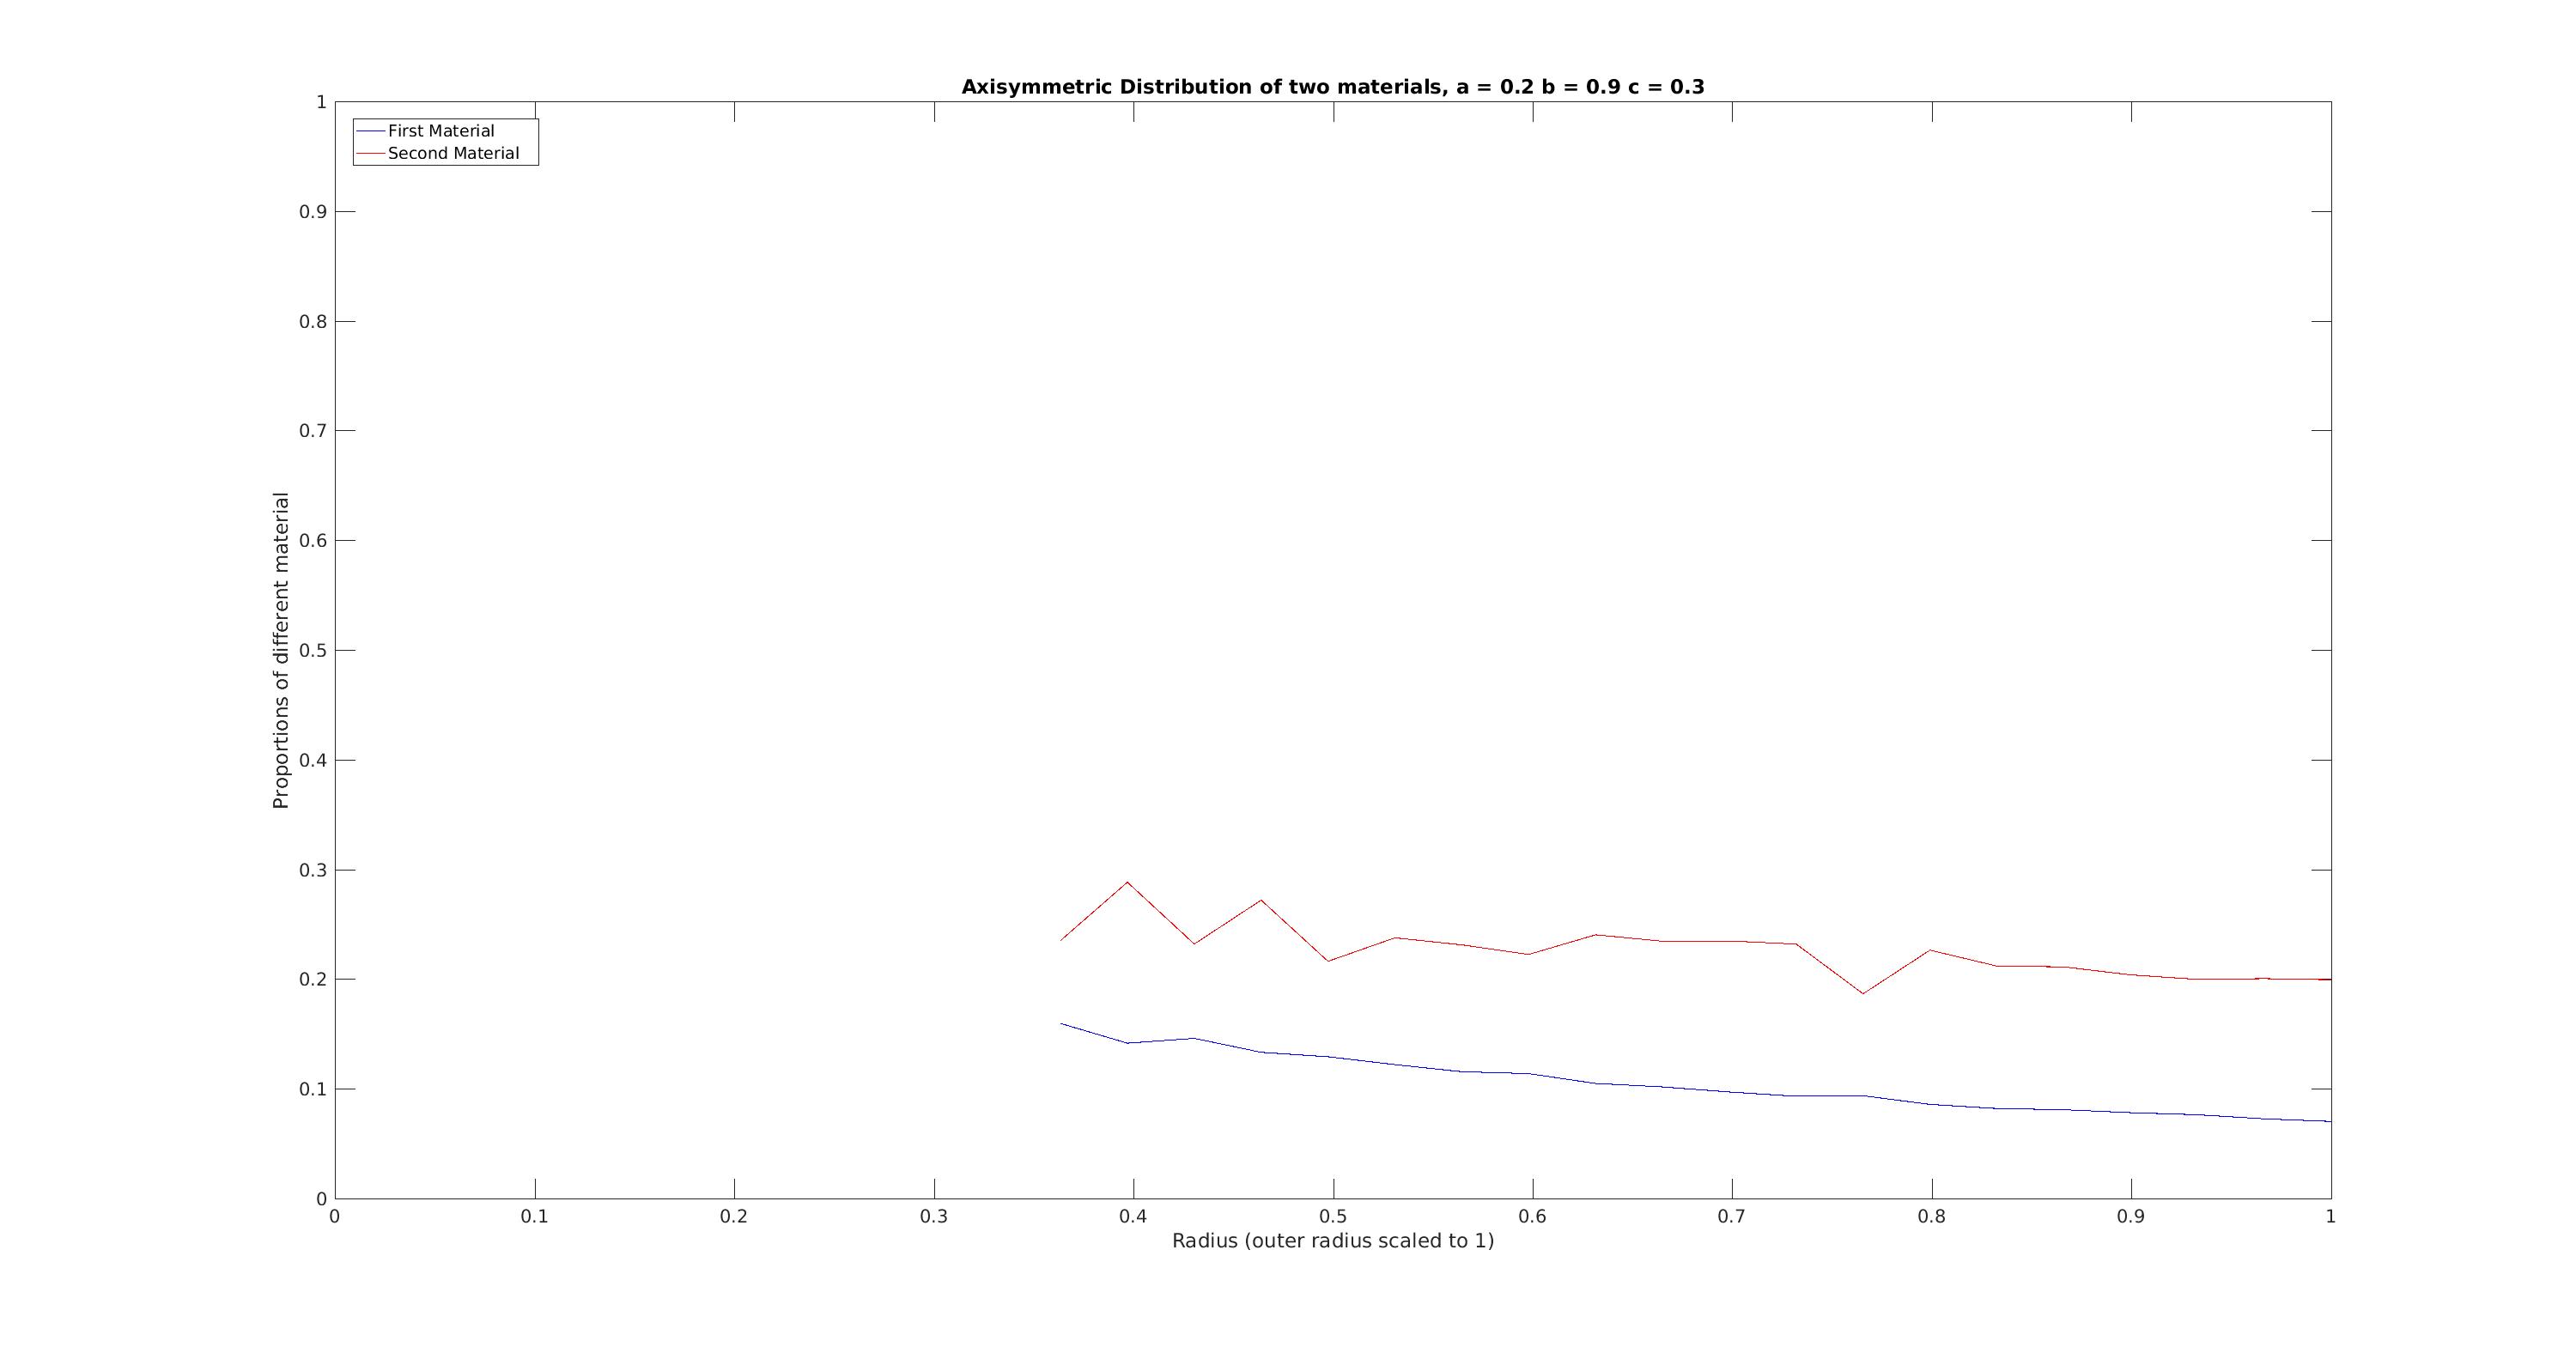 Axisymmetric Distribution of two materials, a = 0.2 b = 0.9 c = 0.3
First Material
Second Material
Proportions of different material
1
0.9
0.8
0.7
0.6
0.5
0.4
0.3
0.2
0.1
0
0 0.1 0.2 0.3 0.4 0.5 0.6 0.7 0.8 0.9 1
Radius (outer radius scaled to 1)